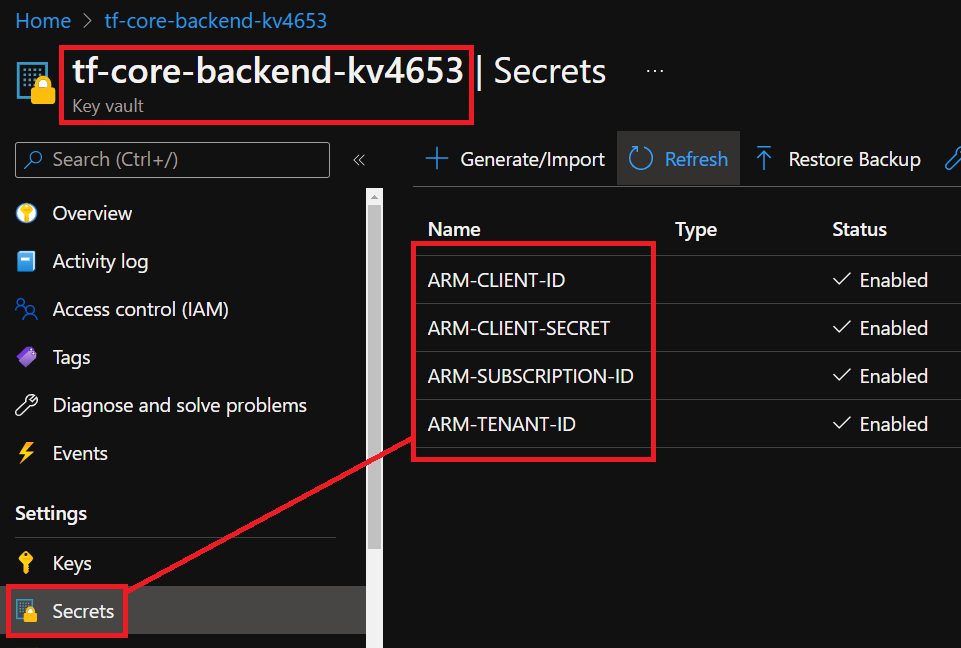 Home > tf-core-backend-kv4653
tf-core-backend-kv4653 | Secrets ...
Key vault
Search (Ctrl+/) «
Generate/Import Refresh Restore Backup
Overview
Activity log
Access control (IAM)
Tags
Diagnose and solve problems
Events
Settings
Keys
Secrets
Name Type Status
ARM-CLIENT-ID Enabled
ARM-CLIENT-SECRET Enabled
ARM-SUBSCRIPTION-ID Enabled
ARM-TENANT-ID Enabled